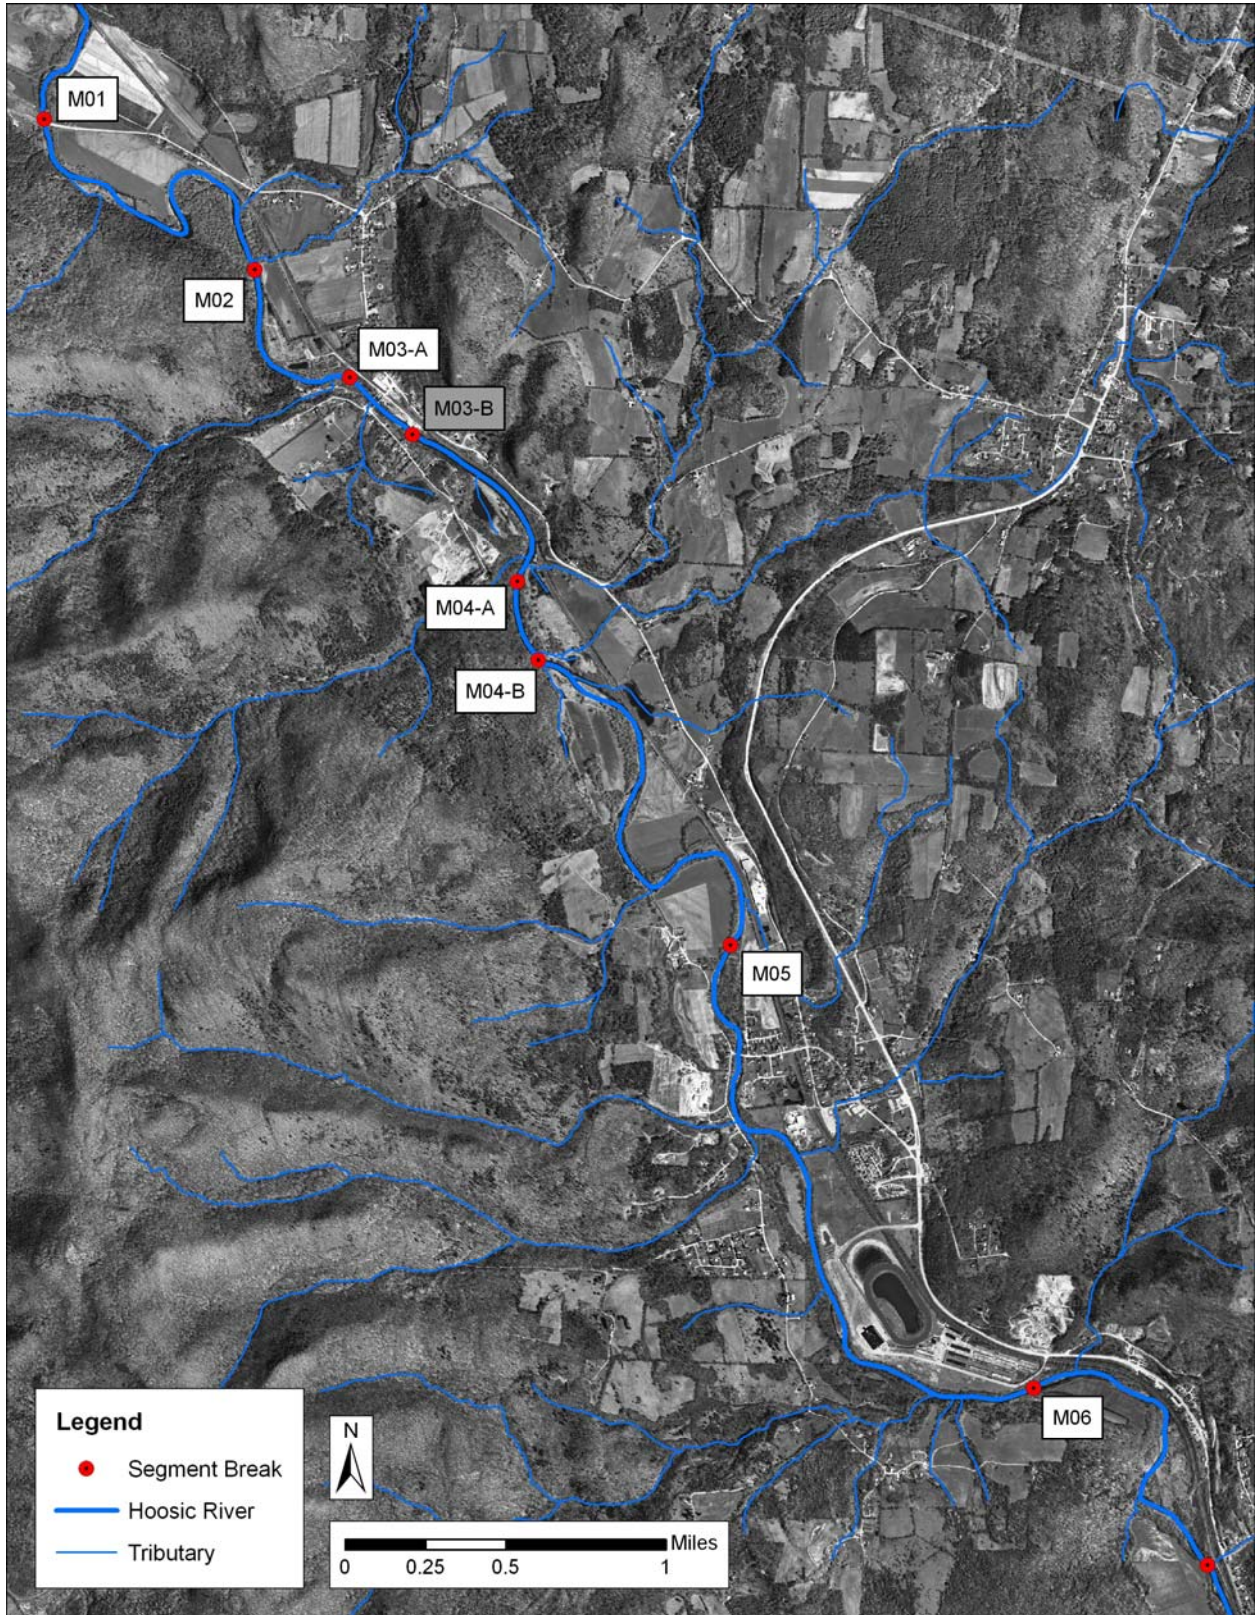 M01
M02
M03-A
M03-B
M04-A
M04-B
M05
M06
Legend
Segment Break
Hoosic River
Tributary
N
Miles
0 0.25 0.5 1